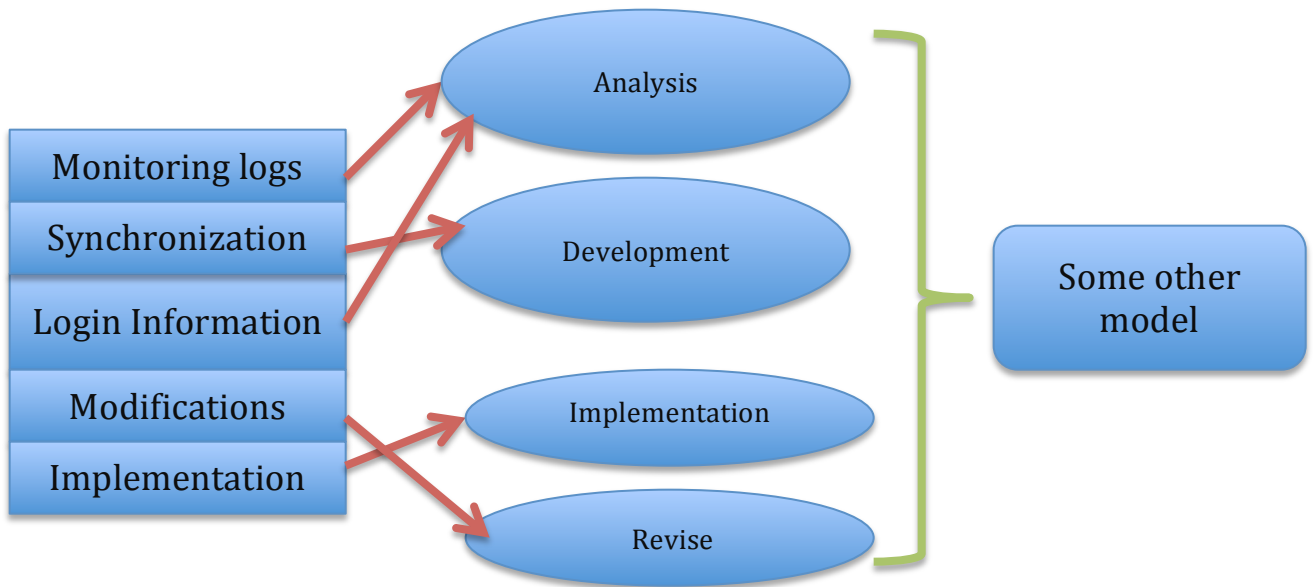 Monitoring logs
Synchronization
Login Information
Modifications
Implementation
Analysis
Development
Implementation
Revise
Some other
model